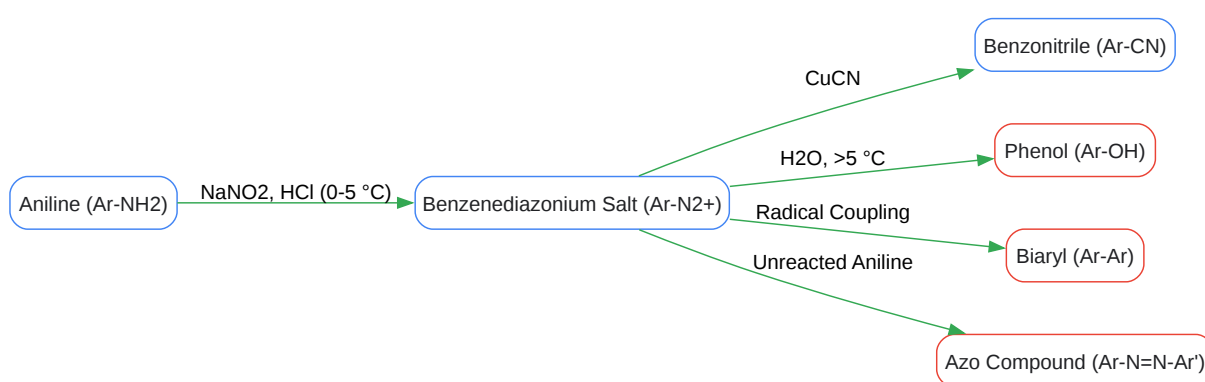 Benzonitrile (Ar-CN)
CuCN
Phenol (Ar-OH)
H2O, >5 °C
Aniline (Ar-NH2)
NaNO2, HCl (0-5 °C)
Benzenediazonium Salt (Ar-N2+)
Radical Coupling
Biaryl (Ar-Ar)
Unreacted Aniline
Azo Compound (Ar-N=N-Ar')